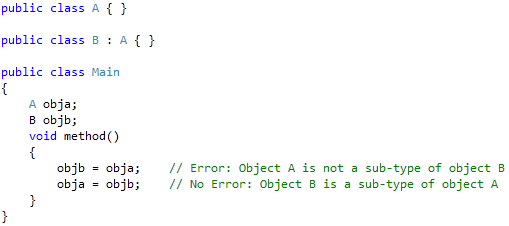 public class A { }
public class B : A { }
public class Main
{
    A obja;
    B objb;
    void method()
    {
        objb = obja;    // Error: Object A is not a sub-type of object B
        obja = objb;    // No Error: Object B is a sub-type of object A
    }
}